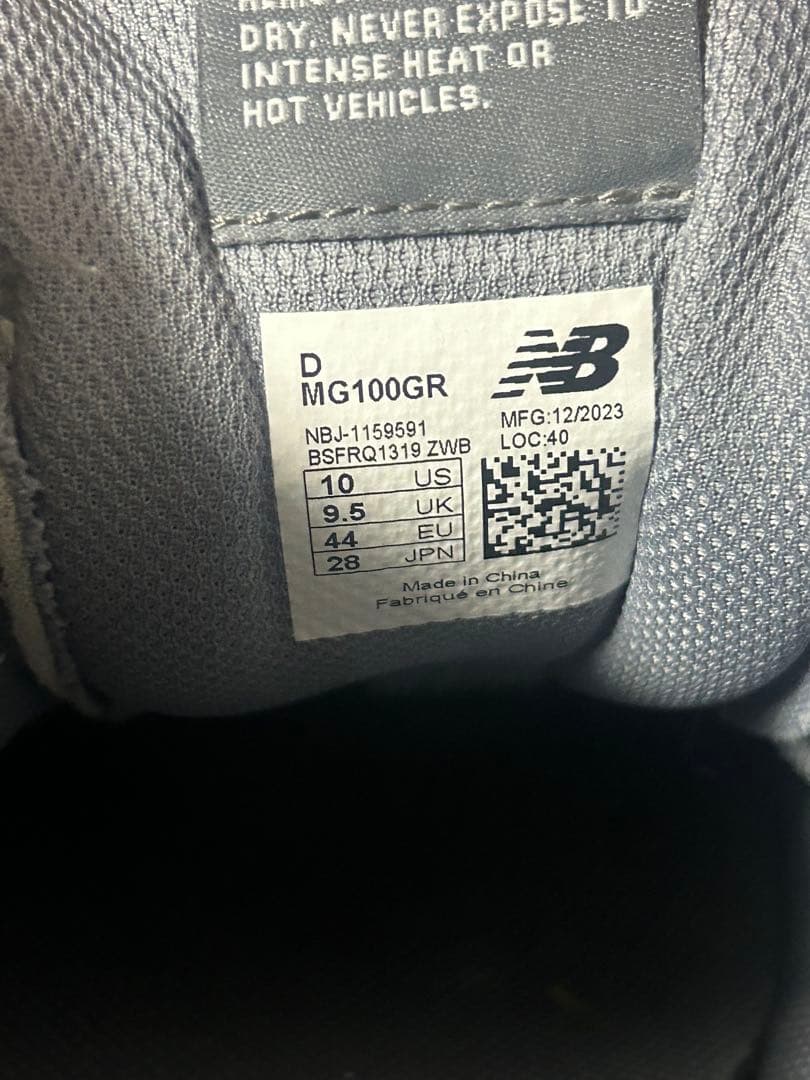 DRY. NEVER EXPOSE TO
INTENSE HEAT OR
HOT VEHICLES.
D
MG100GR
NB
NBJ-1159591
BSFRQ1319 ZWB
MFG:12/2023
LOC:40
10 US
9.5 UK
44 EU
28 JPN
Made in China
Fabriqué en Chine